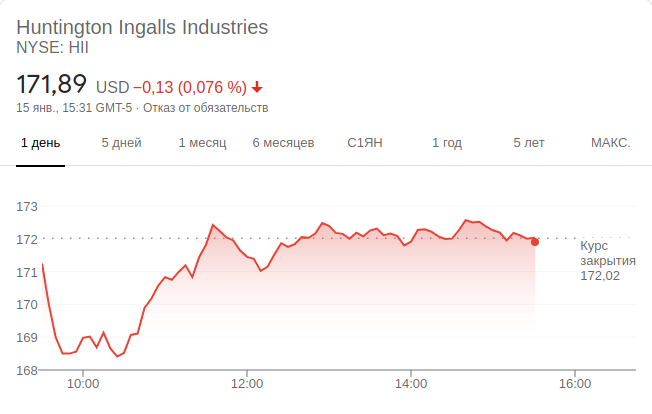 Huntington Ingalls Industries
NYSE: HII
171,89 USD −0,13 (0,076 %)
15 янв., 15:31 GMT-5 · Отказ от обязательств
1 день 5 дней 1 месяц 6 месяцев С1ЯН 1 год 5 лет МАКС.
173
172
Курс
закрытия
171
172,02
170
169
168
10:00 12:00 14:00 16:00